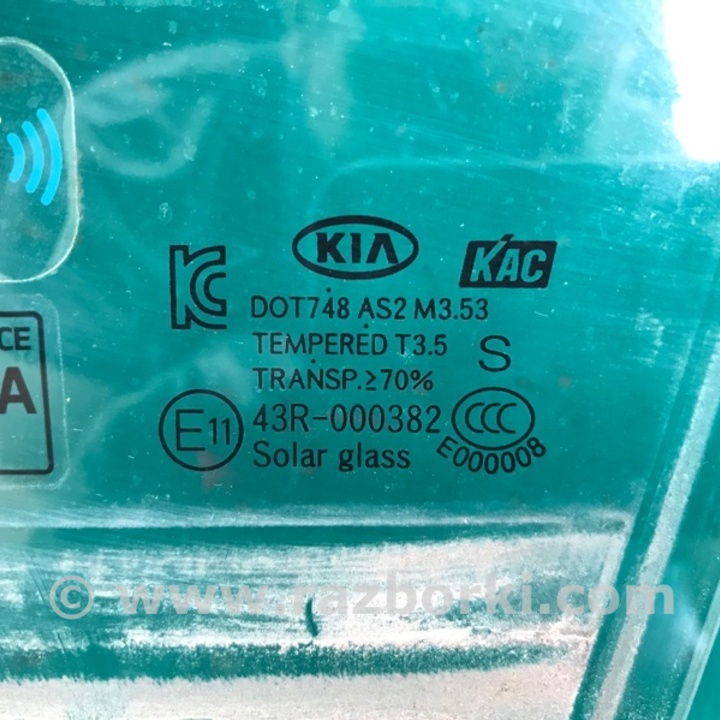 KIA
KAC
KC
DOT748 AS2 M3.53
TEMPERED T3.5
S
TRANSP.≥70%
E11
43R-000382
CCC
E000008
Solar glass
CE
A
© www.razborki.com